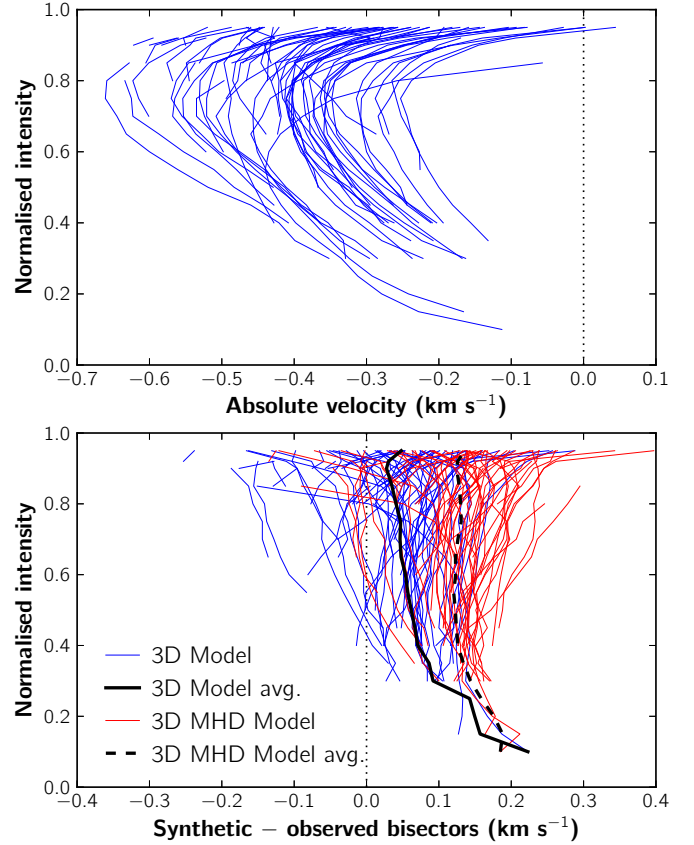 1.0
0.8
0.6
0.4
0.2
0.0
Normalised intensity
−0.7 −0.6 −0.5 −0.4 −0.3 −0.2 −0.1 0.0 0.1
Absolute velocity (km s⁻¹)
1.0
0.8
0.6
0.4
0.2
0.0
Normalised intensity
3D Model
3D Model avg.
3D MHD Model
3D MHD Model avg.
−0.4 −0.3 −0.2 −0.1 0.0 0.1 0.2 0.3 0.4
Synthetic − observed bisectors (km s⁻¹)